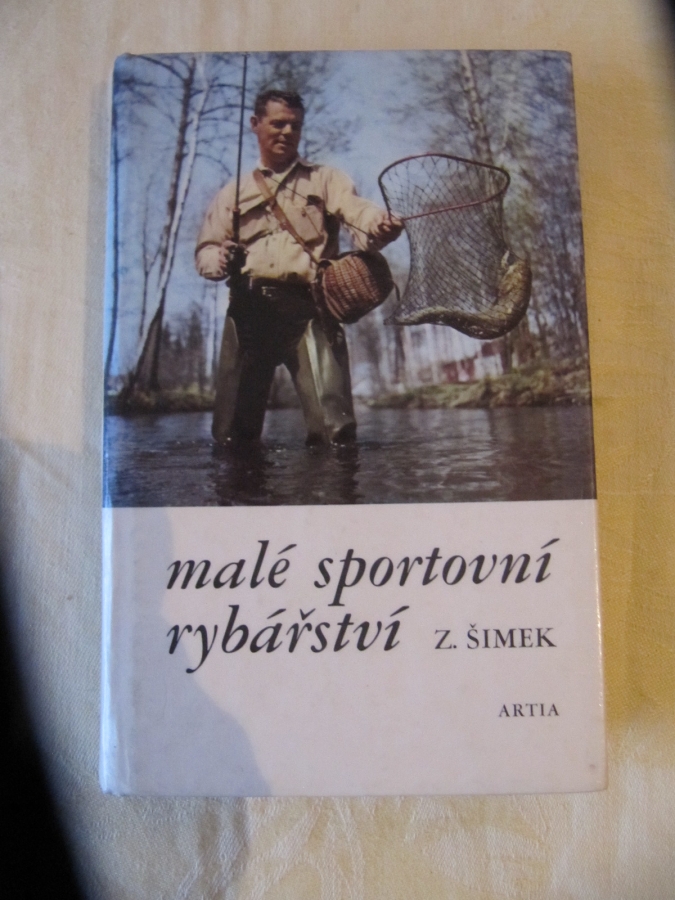 malé sportovní
rybářství Z. ŠIMEK
ARTIA